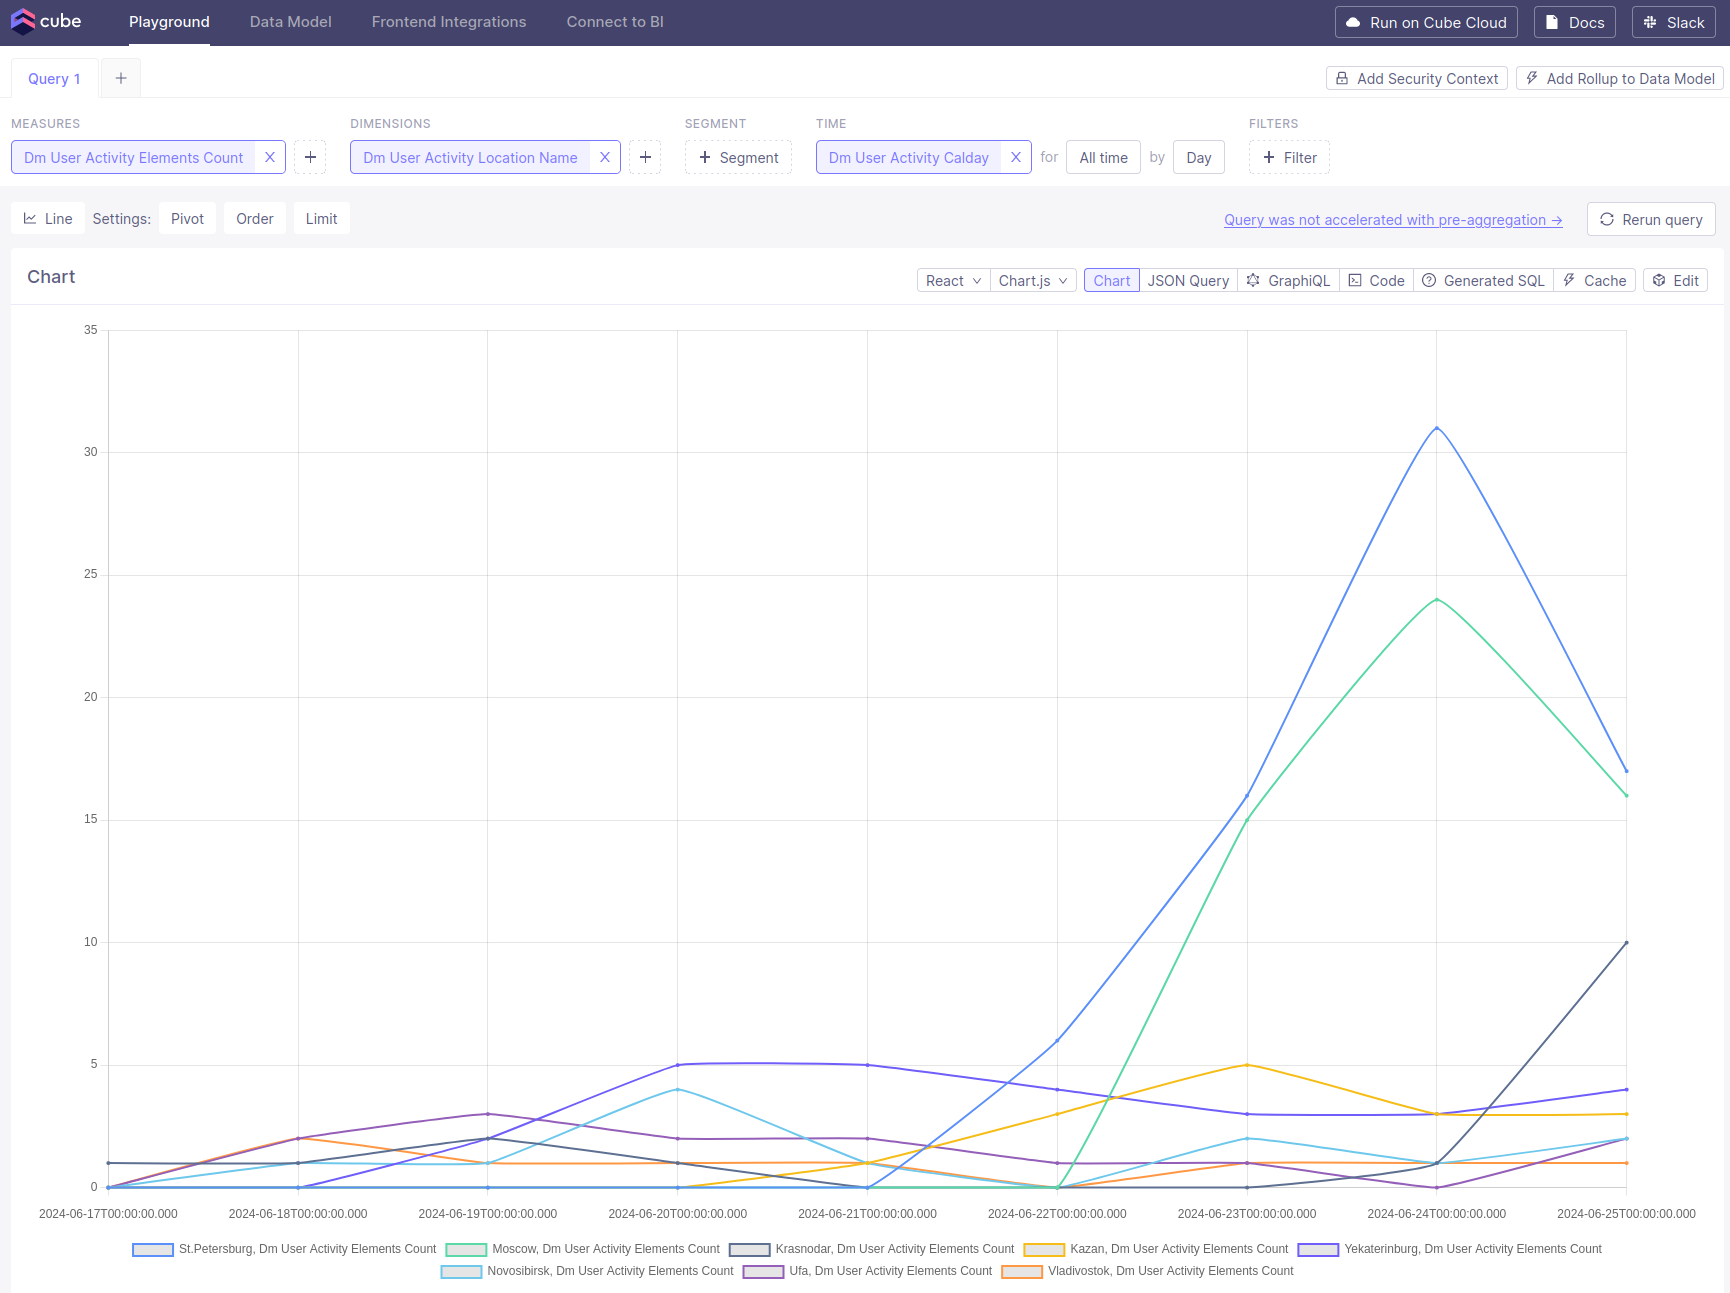 cube Playground Data Model Frontend Integrations Connect to BI Run on Cube Cloud Docs Slack
Query 1 + Add Security Context Add Rollup to Data Model
MEASURES DIMENSIONS SEGMENT TIME FILTERS
Dm User Activity Elements Count X + Dm User Activity Location Name X + + Segment Dm User Activity Calday X for All time by Day + Filter
Line Settings: Pivot Order Limit Query was not accelerated with pre-aggregation → Rerun query
Chart React Chart.js Chart JSON Query GraphiQL Code Generated SQL Cache Edit
35
30
25
20
15
10
5
0
2024-06-17T00:00:00.000 2024-06-18T00:00:00.000 2024-06-19T00:00:00.000 2024-06-20T00:00:00.000 2024-06-21T00:00:00.000 2024-06-22T00:00:00.000 2024-06-23T00:00:00.000 2024-06-24T00:00:00.000 2024-06-25T00:00:00.000
St.Petersburg, Dm User Activity Elements Count Moscow, Dm User Activity Elements Count Krasnodar, Dm User Activity Elements Count Kazan, Dm User Activity Elements Count Yekaterinburg, Dm User Activity Elements Count
Novosibirsk, Dm User Activity Elements Count Ufa, Dm User Activity Elements Count Vladivostok, Dm User Activity Elements Count